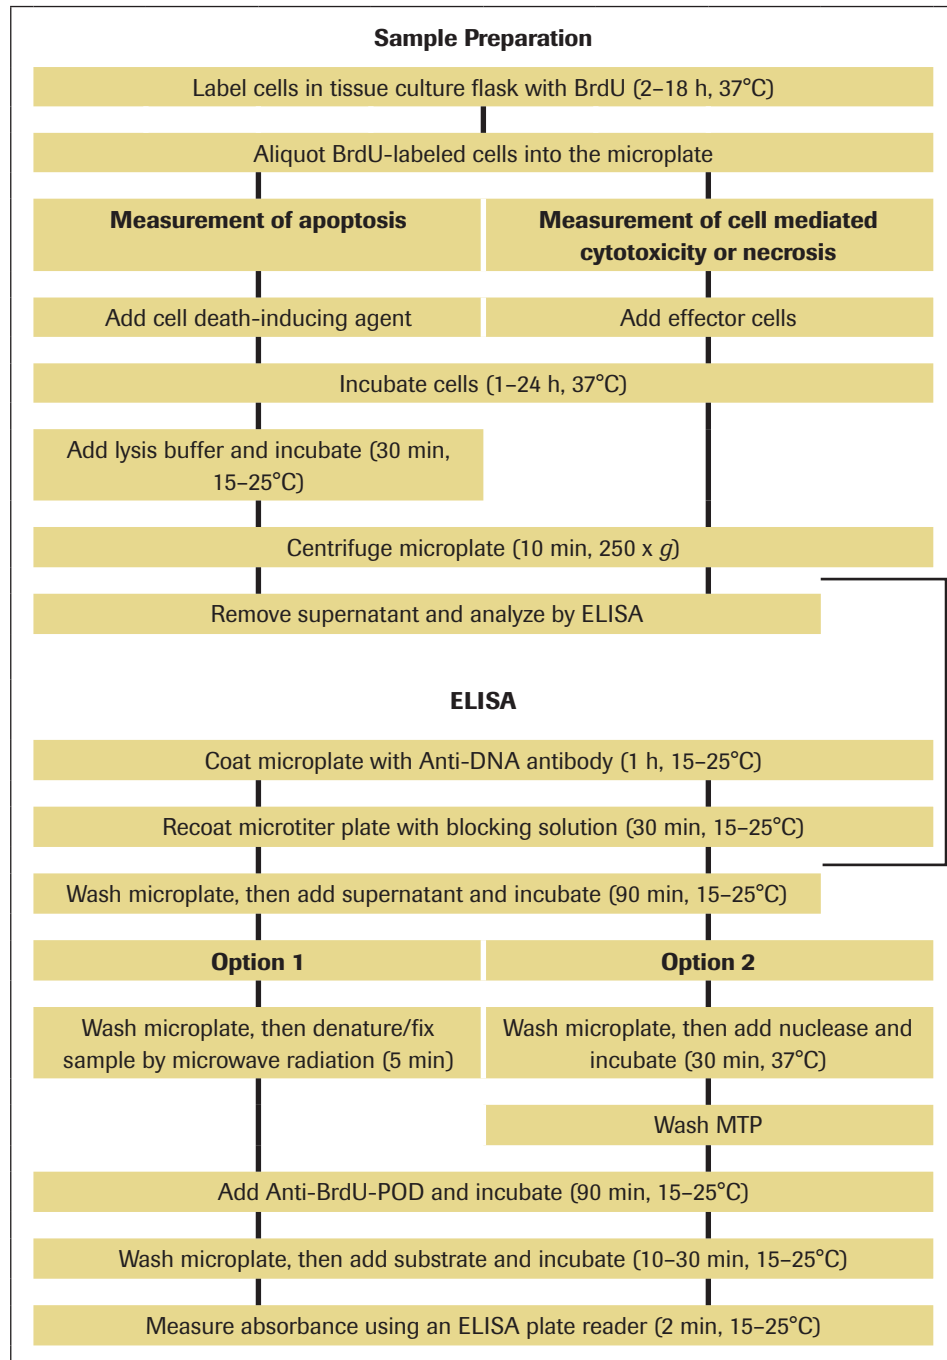 Sample Preparation
Label cells in tissue culture flask with BrdU (2–18 h, 37°C)
Aliquot BrdU-labeled cells into the microplate
Measurement of apoptosis
Measurement of cell mediated
cytotoxicity or necrosis
Add cell death-inducing agent
Add effector cells
Incubate cells (1–24 h, 37°C)
Add lysis buffer and incubate (30 min,
15–25°C)
Centrifuge microplate (10 min, 250 x g)
Remove supernatant and analyze by ELISA
ELISA
Coat microplate with Anti-DNA antibody (1 h, 15–25°C)
Recoat microtiter plate with blocking solution (30 min, 15–25°C)
Wash microplate, then add supernatant and incubate (90 min, 15–25°C)
Option 1
Option 2
Wash microplate, then denature/fix
sample by microwave radiation (5 min)
Wash microplate, then add nuclease and
incubate (30 min, 37°C)
Wash MTP
Add Anti-BrdU-POD and incubate (90 min, 15–25°C)
Wash microplate, then add substrate and incubate (10–30 min, 15–25°C)
Measure absorbance using an ELISA plate reader (2 min, 15–25°C)